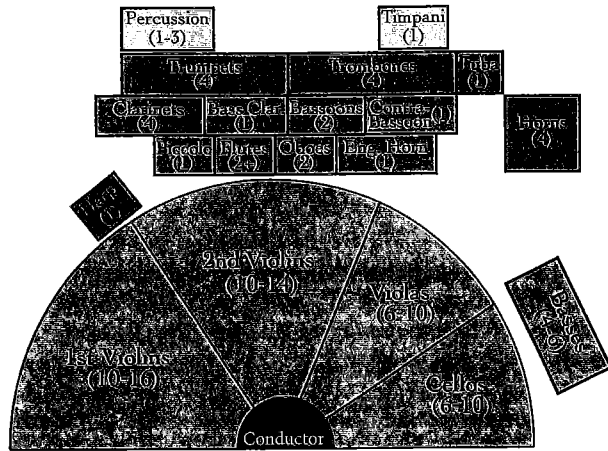 Percussion
(1-3)
Timpani
(1)
Trumpets
(4)
Trombones
(4)
Tuba
(1)
Clarinets
(4)
Bass Clar.
(1)
Bassoons
(2)
Contra-
Bassoon (1)
Horns
(4)
Piccolo
(1)
Flutes
(2+)
Oboes
(2)
Eng. Horn
(1)
Harp
(1)
2nd Violins
(10-14)
Violas
(6-10)
1st Violins
(10-16)
Cellos
(6-10)
Conductor